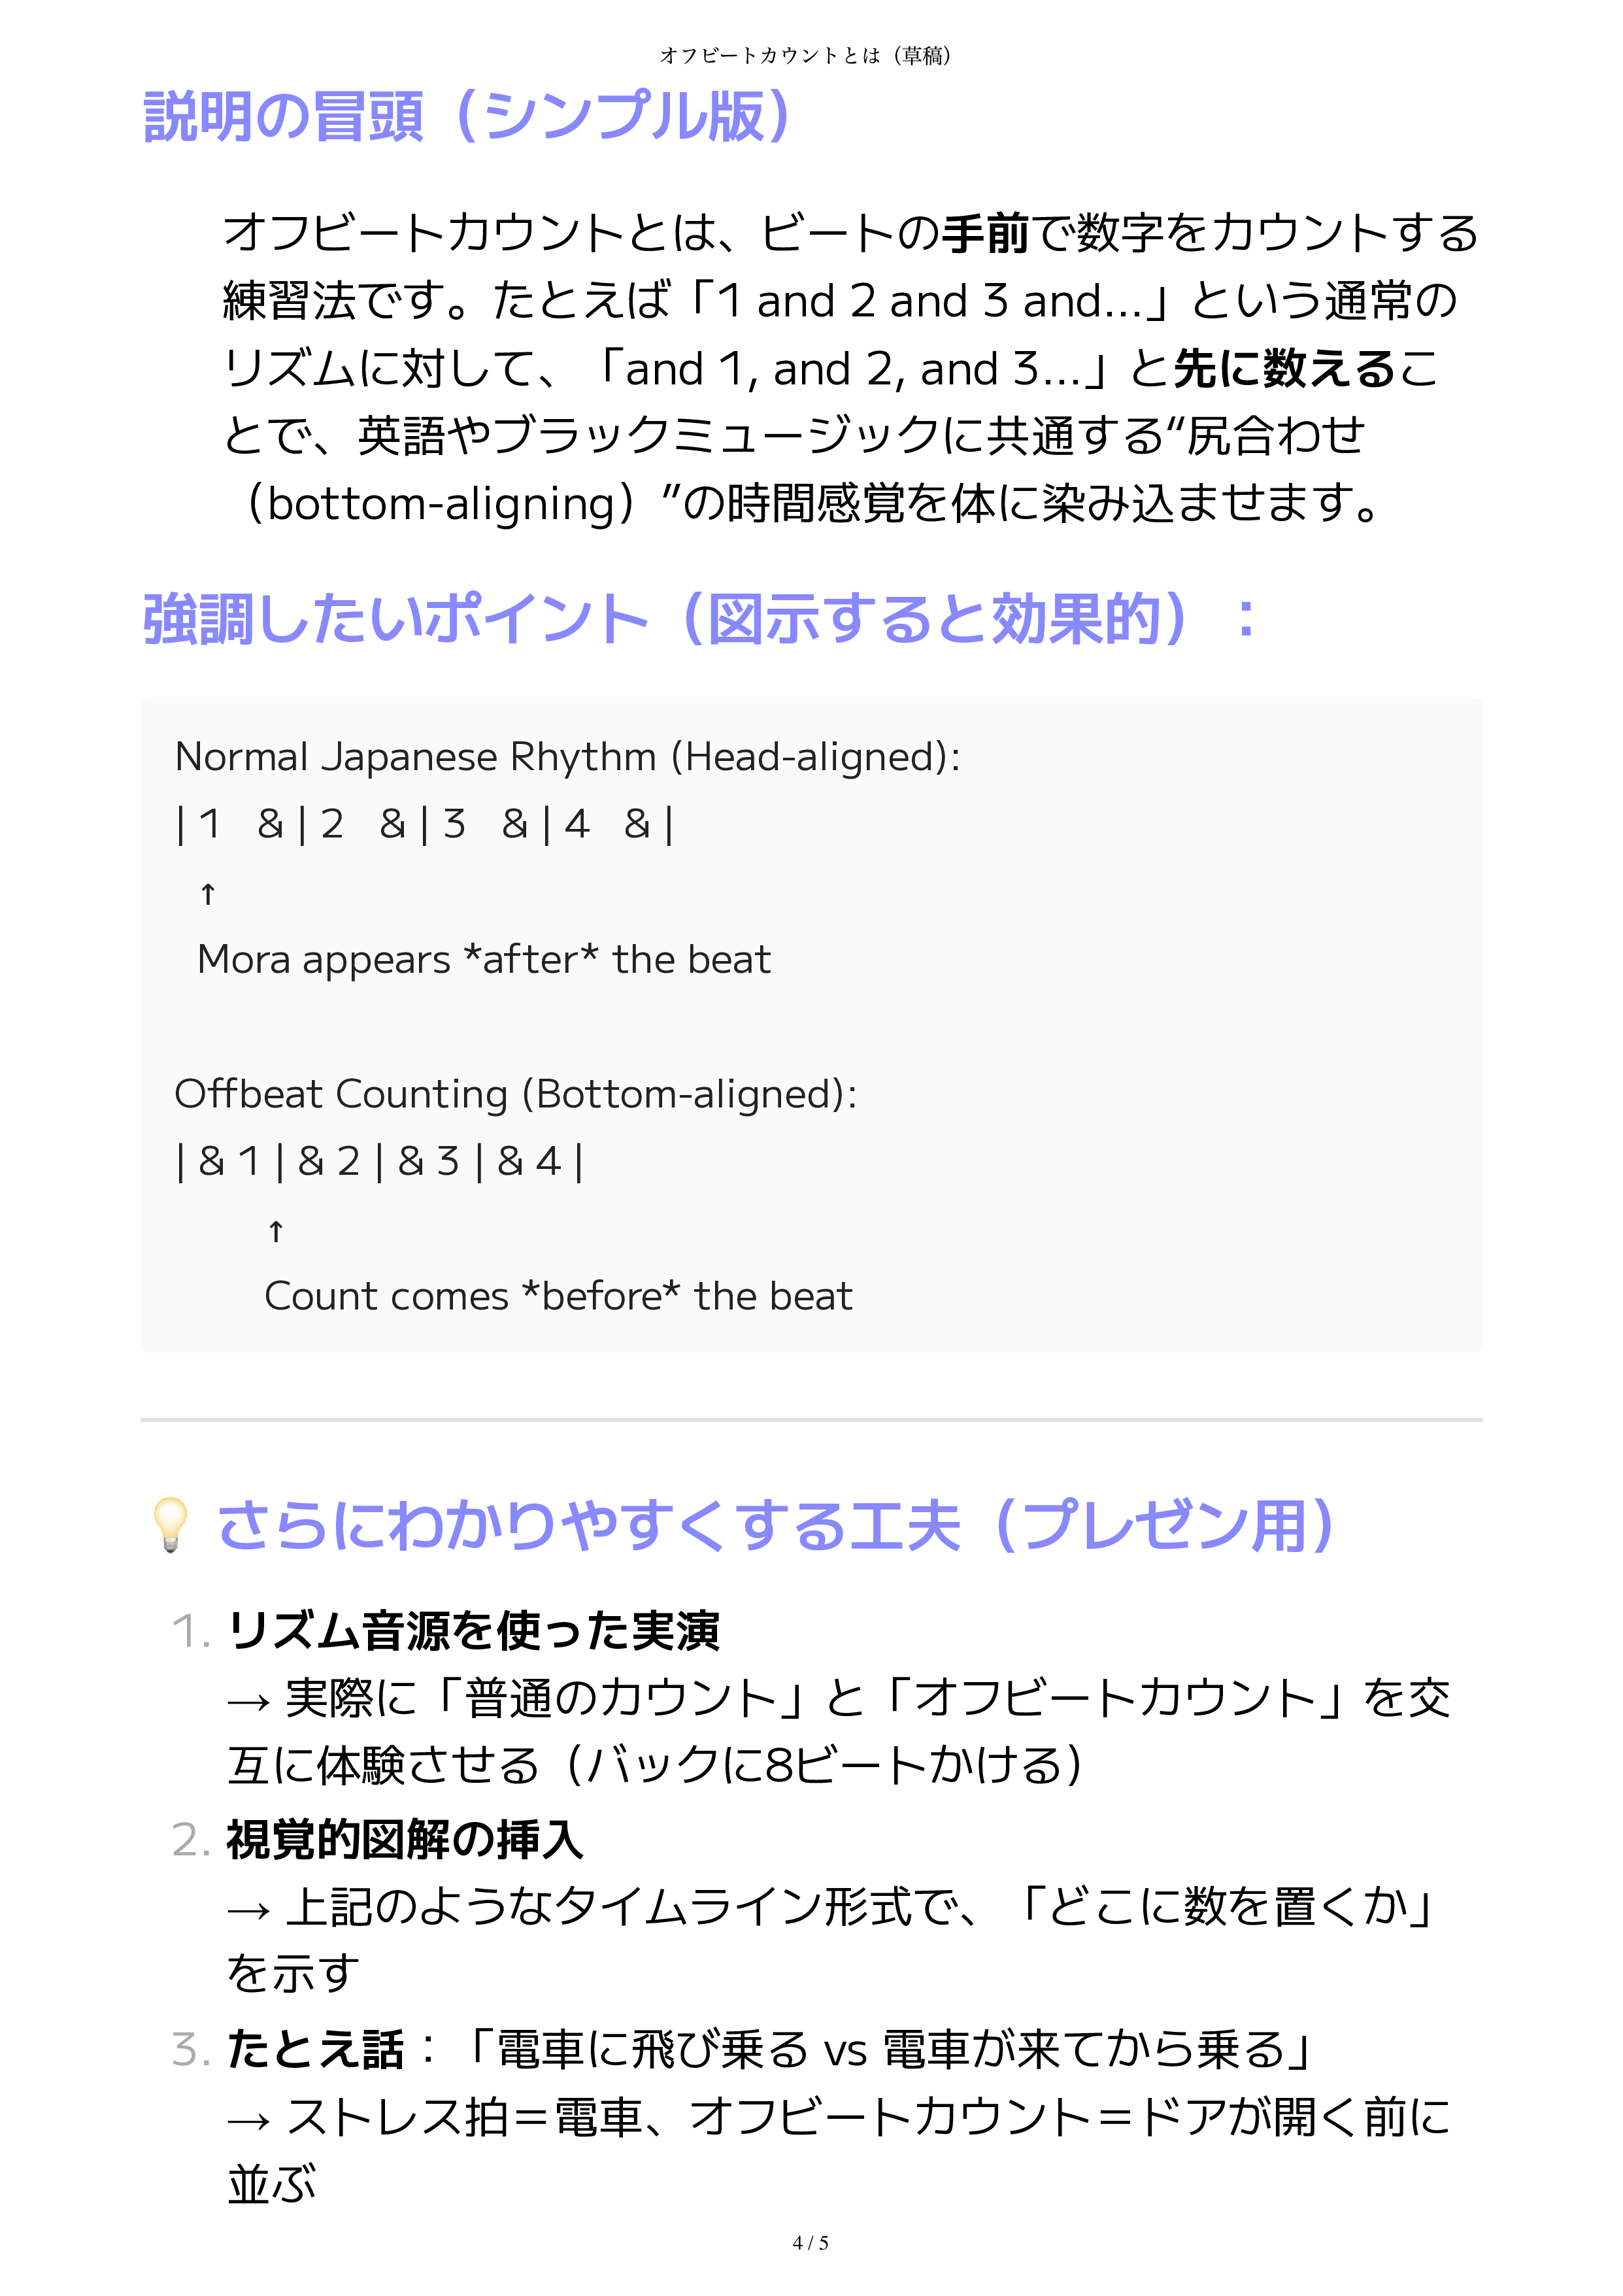 オフビートカウントとは（草稿）
説明の冒頭（シンプル版）
オフビートカウントとは、ビートの手前で数字をカウントする
練習法です。たとえば「1 and 2 and 3 and...」という通常の
リズムに対して、「and 1, and 2, and 3...」と先に数えるこ
とで、英語やブラックミュージックに共通する“尻合わせ
（bottom-aligning）”の時間感覚を体に染み込ませます。
強調したいポイント（図示すると効果的）：
Normal Japanese Rhythm (Head-aligned):
| 1   & | 2   & | 3   & | 4   & |
↑
Mora appears *after* the beat
Offbeat Counting (Bottom-aligned):
| & 1 | & 2 | & 3 | & 4 |
↑
Count comes *before* the beat
💡 さらにわかりやすくする工夫（プレゼン用）
1. リズム音源を使った実演
→ 実際に「普通のカウント」と「オフビートカウント」を交
互に体験させる（バックに8ビートかける）
2. 視覚的図解の挿入
→ 上記のようなタイムライン形式で、「どこに数を置くか」
を示す
3. たとえ話：「電車に飛び乗る vs 電車が来てから乗る」
→ ストレス拍＝電車、オフビートカウント＝ドアが開く前に
並ぶ
4 / 5